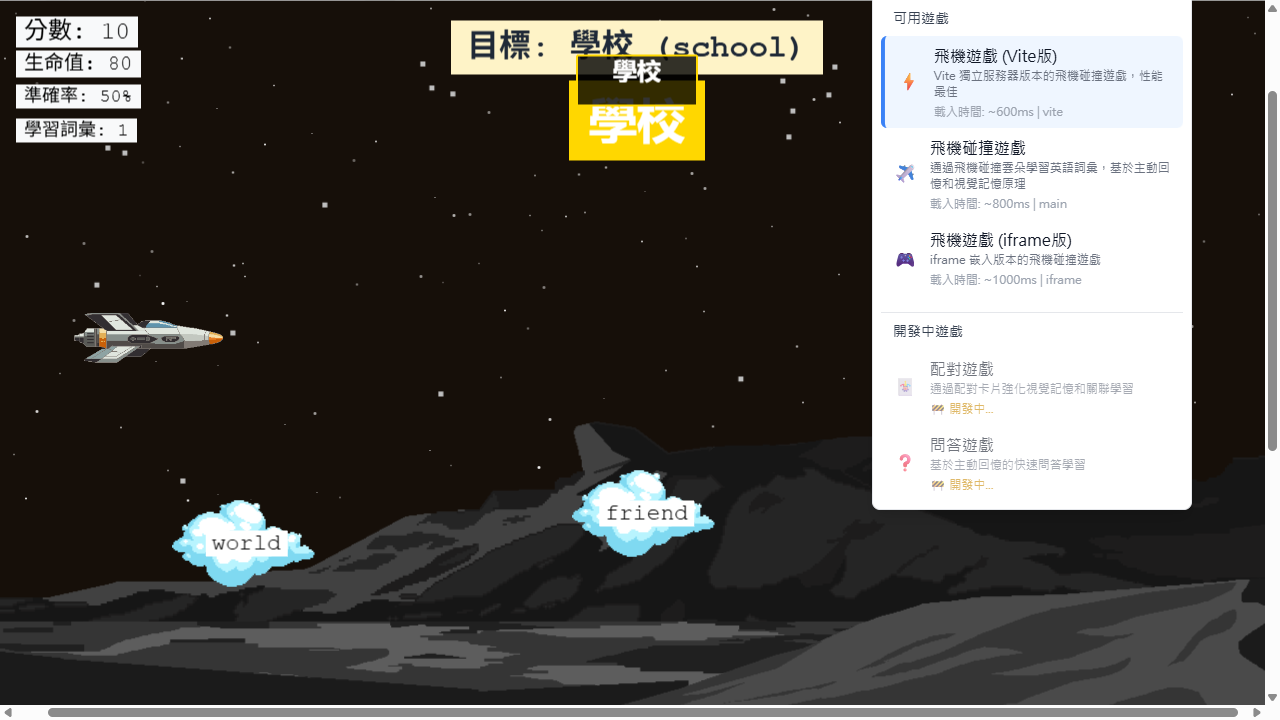 分數: 10
生命值: 80
準確率: 50%
學習詞彙: 1
目標: 學校 (school)
學校
學校
world
friend
可用遊戲
飛機遊戲 (Vite版)
Vite 獨立服務器版本的飛機碰撞遊戲，性能
最佳
載入時間: ~600ms | vite
飛機碰撞遊戲
通過飛機碰撞雲朵學習英語詞彙，基於主動回
憶和視覺記憶原理
載入時間: ~800ms | main
飛機遊戲 (iframe版)
iframe 嵌入版本的飛機碰撞遊戲
載入時間: ~1000ms | iframe
開發中遊戲
配對遊戲
通過配對卡片強化視覺記憶和關聯學習
開發中...
問答遊戲
基於主動回憶的快速問答學習
開發中...